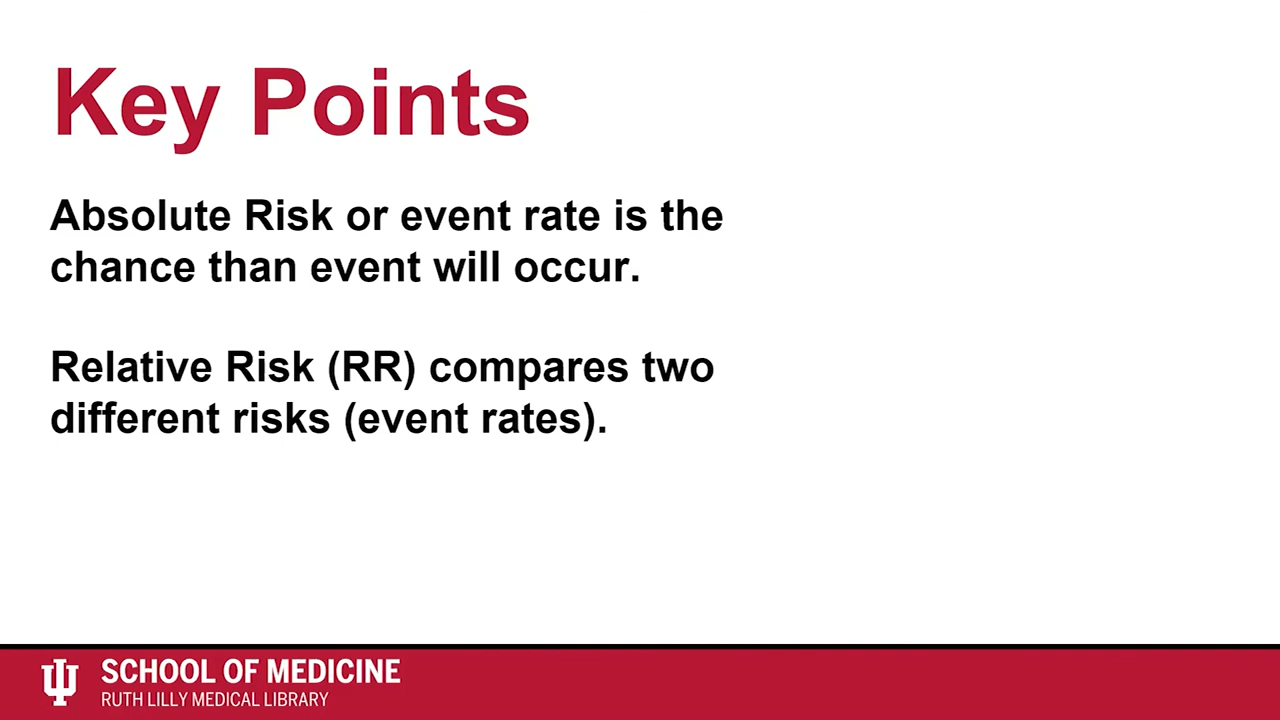 Key Points
Absolute Risk or event rate is the
chance than event will occur.
Relative Risk (RR) compares two
different risks (event rates).
SCHOOL OF MEDICINE
RUTH LILLY MEDICAL LIBRARY